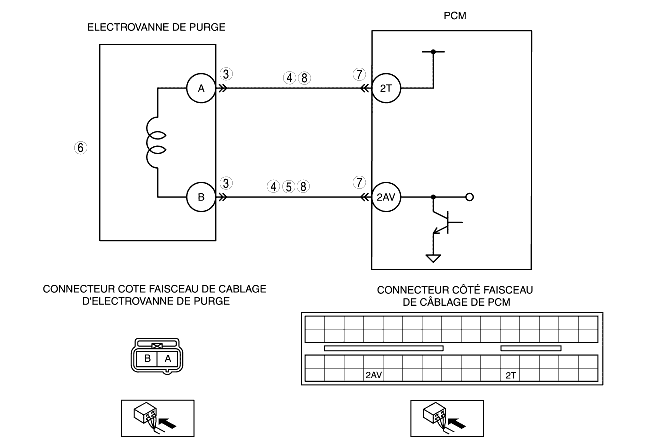 ELECTROVANNE DE PURGE
PCM
A
3
4 8
7
2T
6
B
3
4 5 8
7
2AV
CONNECTEUR COTE FAISCEAU DE CABLAGE
D'ELECTROVANNE DE PURGE
CONNECTEUR CÔTÉ FAISCEAU
DE CÂBLAGE DE PCM
B A
2AV 2T